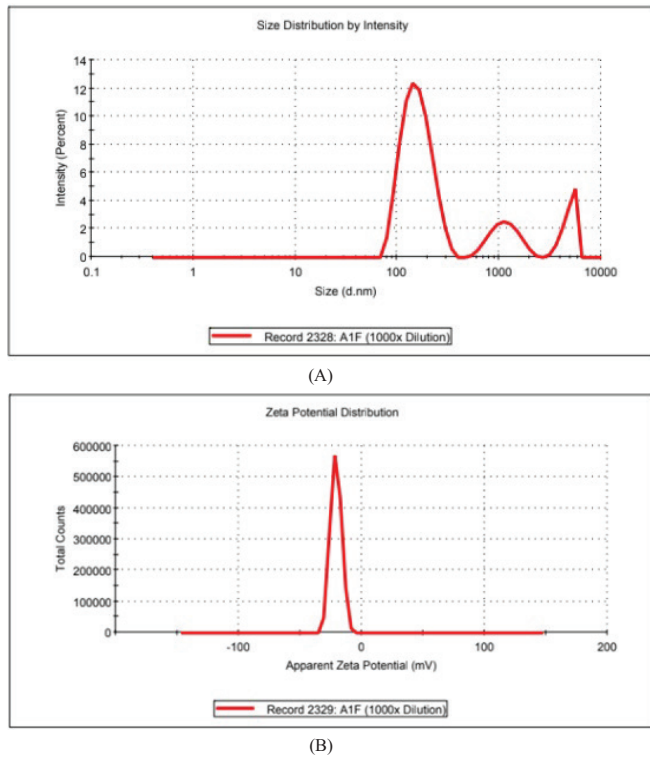 Size Distribution by Intensity
14
12
10
8
6
4
2
0
0.1
1
10
100
1000
10000
Intensity (Percent)
Size (d.nm)
Record 2328: A1F (1000x Dilution)
(A)
Zeta Potential Distribution
600000
500000
400000
300000
200000
100000
0
-100
0
100
200
Total Counts
Apparent Zeta Potential (mV)
Record 2329: A1F (1000x Dilution)
(B)